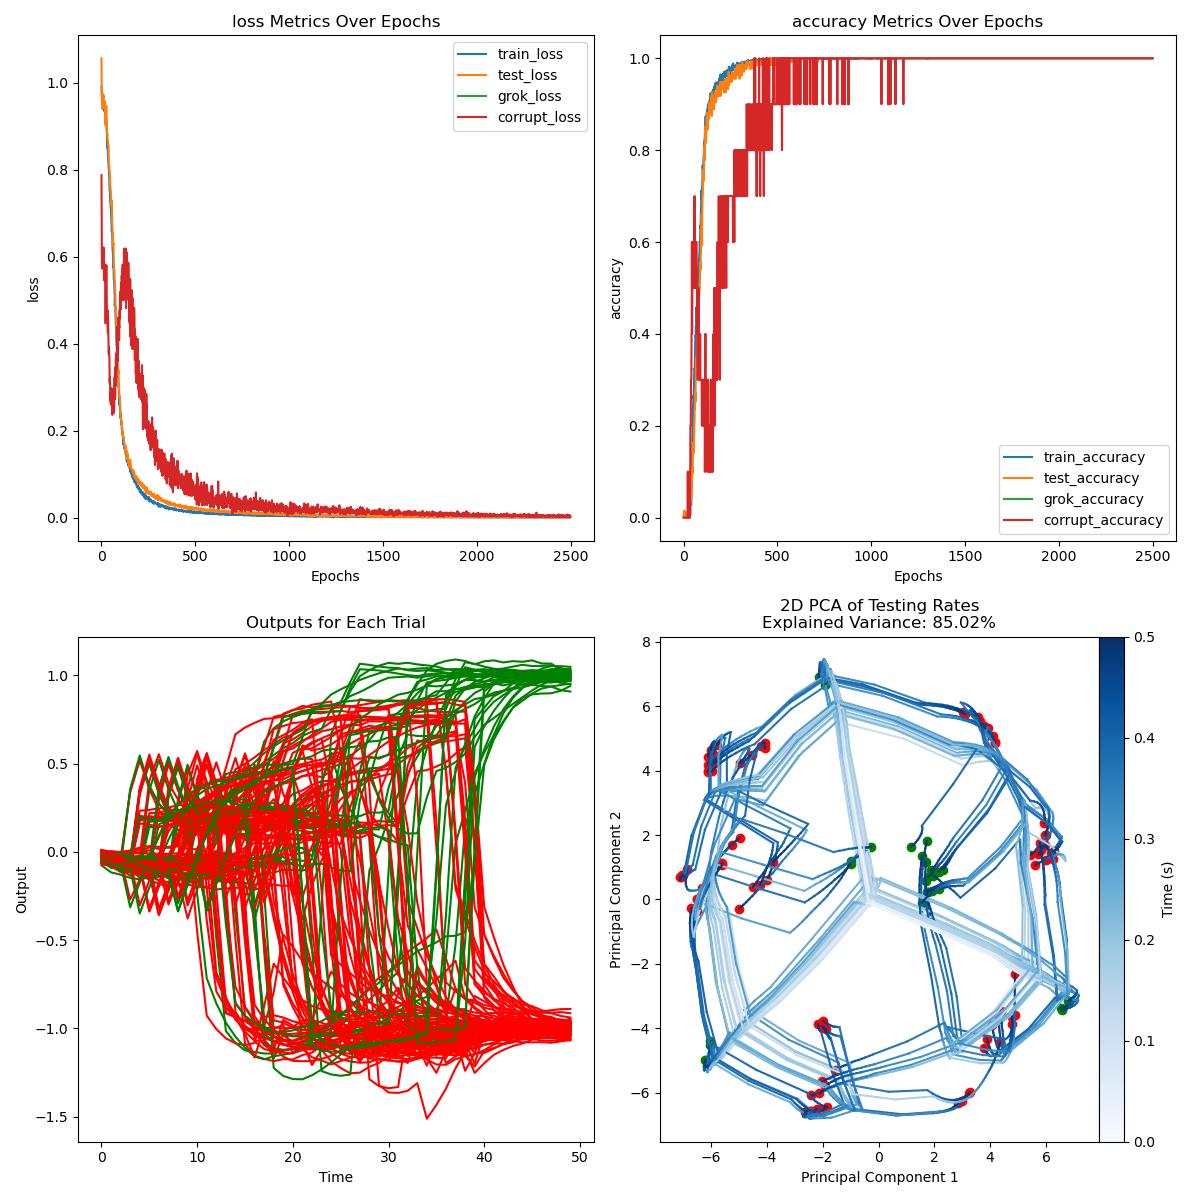 loss Metrics Over Epochs
loss
1.0
0.8
0.6
0.4
0.2
0.0
train_loss
test_loss
grok_loss
corrupt_loss
0
500
1000
1500
2000
2500
Epochs
accuracy Metrics Over Epochs
accuracy
1.0
0.8
0.6
0.4
0.2
0.0
train_accuracy
test_accuracy
grok_accuracy
corrupt_accuracy
0
500
1000
1500
2000
2500
Epochs
Outputs for Each Trial
Output
1.0
0.5
0.0
−0.5
−1.0
−1.5
0
10
20
30
40
50
Time
2D PCA of Testing Rates
Explained Variance: 85.02%
Principal Component 2
8
6
4
2
0
−2
−4
−6
−6
−4
−2
0
2
4
6
Principal Component 1
0.5
0.4
0.3
0.2
0.1
0.0
Time (s)